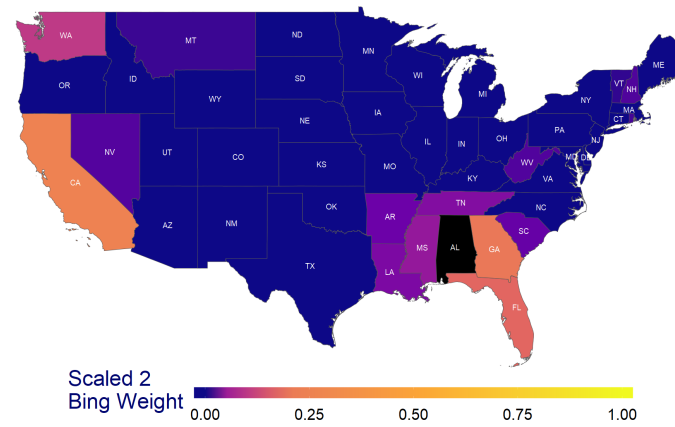 WA
MT
ND
MN
ME
OR
ID
SD
WI
VT
NH
WY
MI
NY
MA
CT
NE
IA
PA
NV
UT
IL
IN
OH
NJ
CA
CO
KS
MO
WV
MD
DE
VA
KY
TN
NC
AZ
NM
OK
AR
SC
MS
AL
GA
TX
LA
FL
Scaled 2
Bing Weight
0.00 0.25 0.50 0.75 1.00